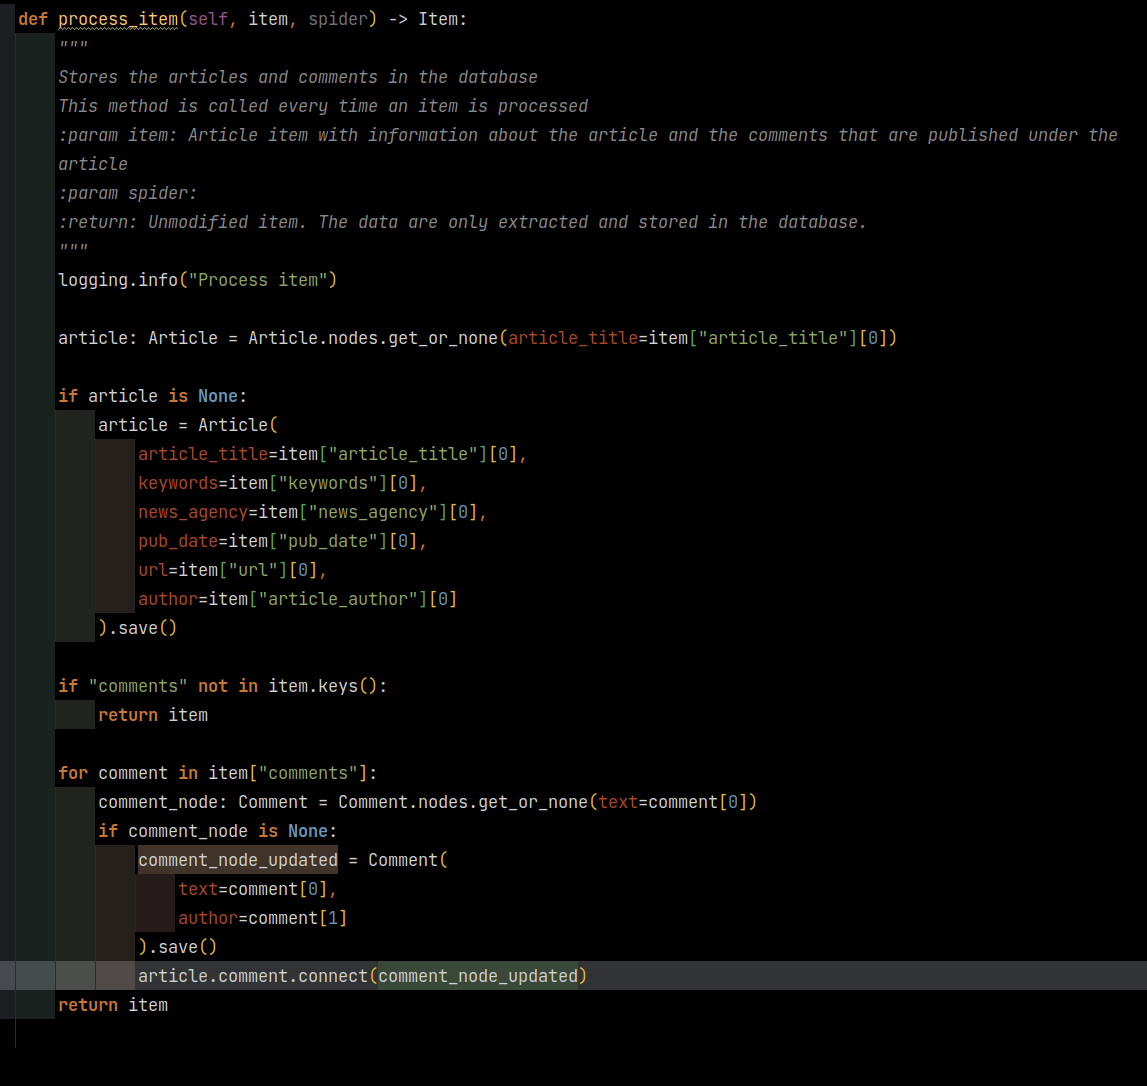 def process_item(self, item, spider) -> Item:
    """
    Stores the articles and comments in the database
    This method is called every time an item is processed
    :param item: Article item with information about the article and the comments that are published under the
    article
    :param spider:
    :return: Unmodified item. The data are only extracted and stored in the database.
    """
    logging.info("Process item")

    article: Article = Article.nodes.get_or_none(article_title=item["article_title"][0])

    if article is None:
        article = Article(
            article_title=item["article_title"][0],
            keywords=item["keywords"][0],
            news_agency=item["news_agency"][0],
            pub_date=item["pub_date"][0],
            url=item["url"][0],
            author=item["article_author"][0]
        ).save()

    if "comments" not in item.keys():
        return item

    for comment in item["comments"]:
        comment_node: Comment = Comment.nodes.get_or_none(text=comment[0])
        if comment_node is None:
            comment_node_updated = Comment(
                text=comment[0],
                author=comment[1]
            ).save()
            article.comment.connect(comment_node_updated)
    return item